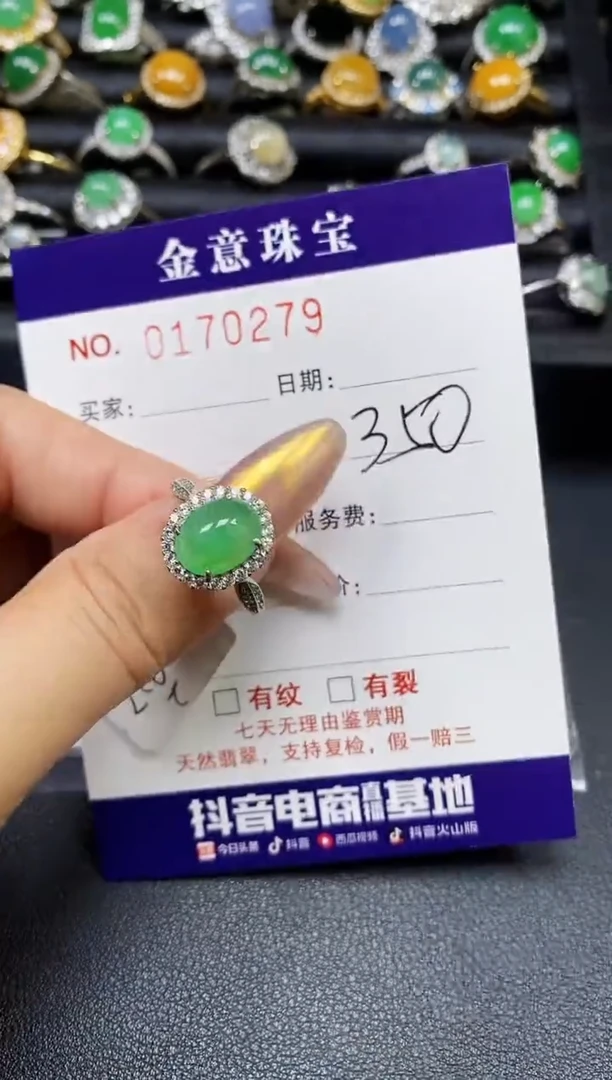 金意珠宝
NO. 0170279
日期:
买家:
350
服务费:
价:
□有纹 □有裂
七天无理由鉴赏期
天然翡翠，支持复检，假一赔三
抖音电商直播基地
今日头条 抖音 西瓜视频 抖音火山版